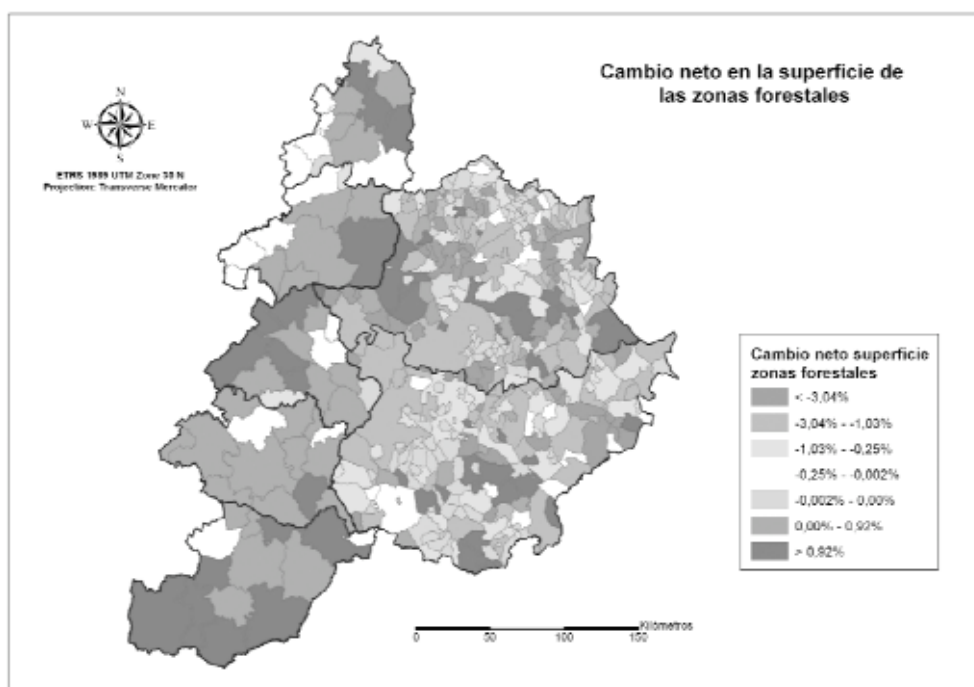 Cambio neto en la superficie de
las zonas forestales
N
W E
S
ETRS 1989 UTM Zone 30 N
Projection: Transverse Mercator
Cambio neto superficie
zonas forestales
< -3,04%
-3,04% - -1,03%
-1,03% - -0,25%
-0,25% - -0,002%
-0,002% - 0,00%
0,00% - 0,92%
> 0,92%
Kilómetros
0 50 100 150